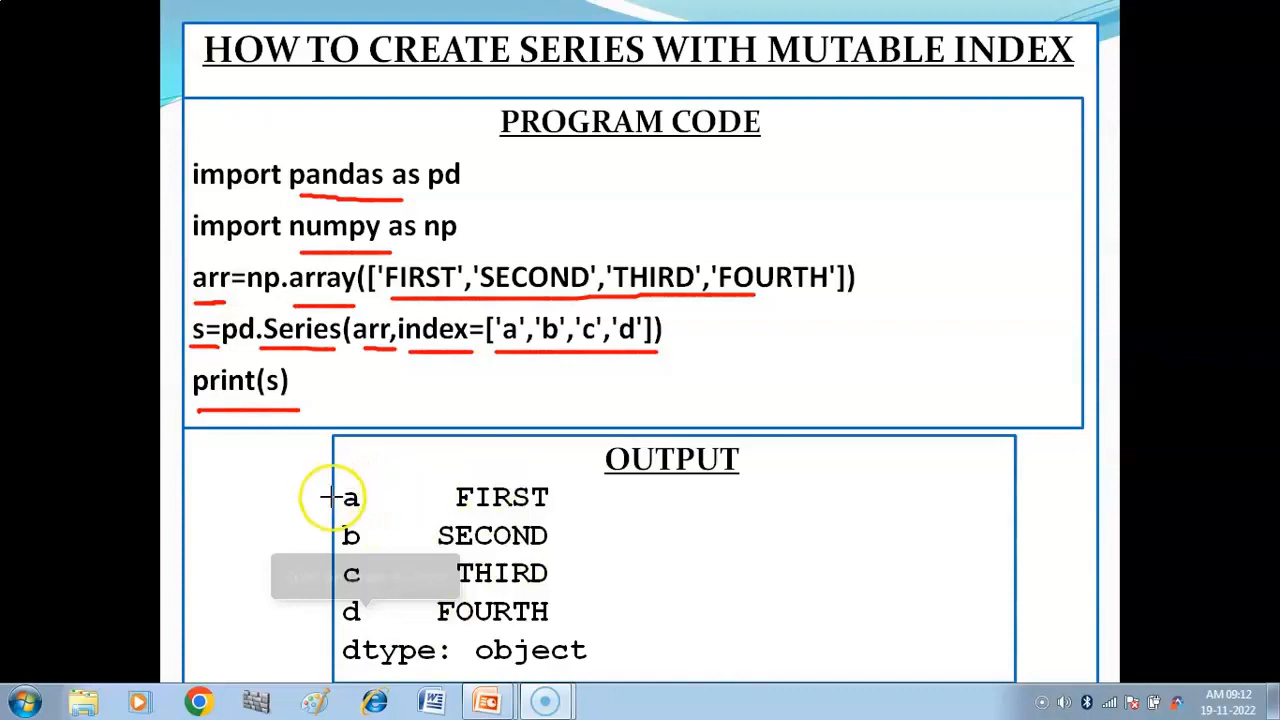 HOW TO CREATE SERIES WITH MUTABLE INDEX
PROGRAM CODE
import pandas as pd
import numpy as np
arr=np.array(['FIRST','SECOND','THIRD','FOURTH'])
s=pd.Series(arr,index=['a','b','c','d'])
print(s)
OUTPUT
a FIRST
b SECOND
c THIRD
d FOURTH
dtype: object
AM 09:12
19-11-2022